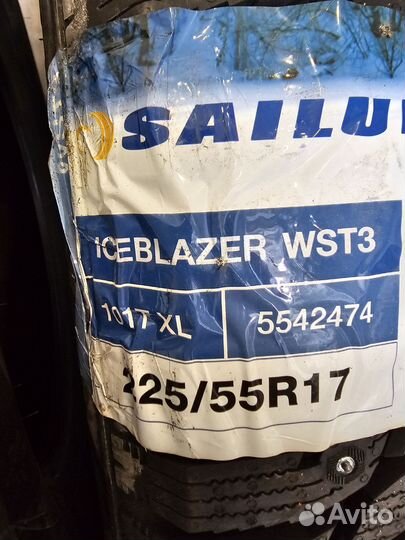 SAILU
ICEBLAZER WST3
101T XL 5542474
225/55R17
Avito